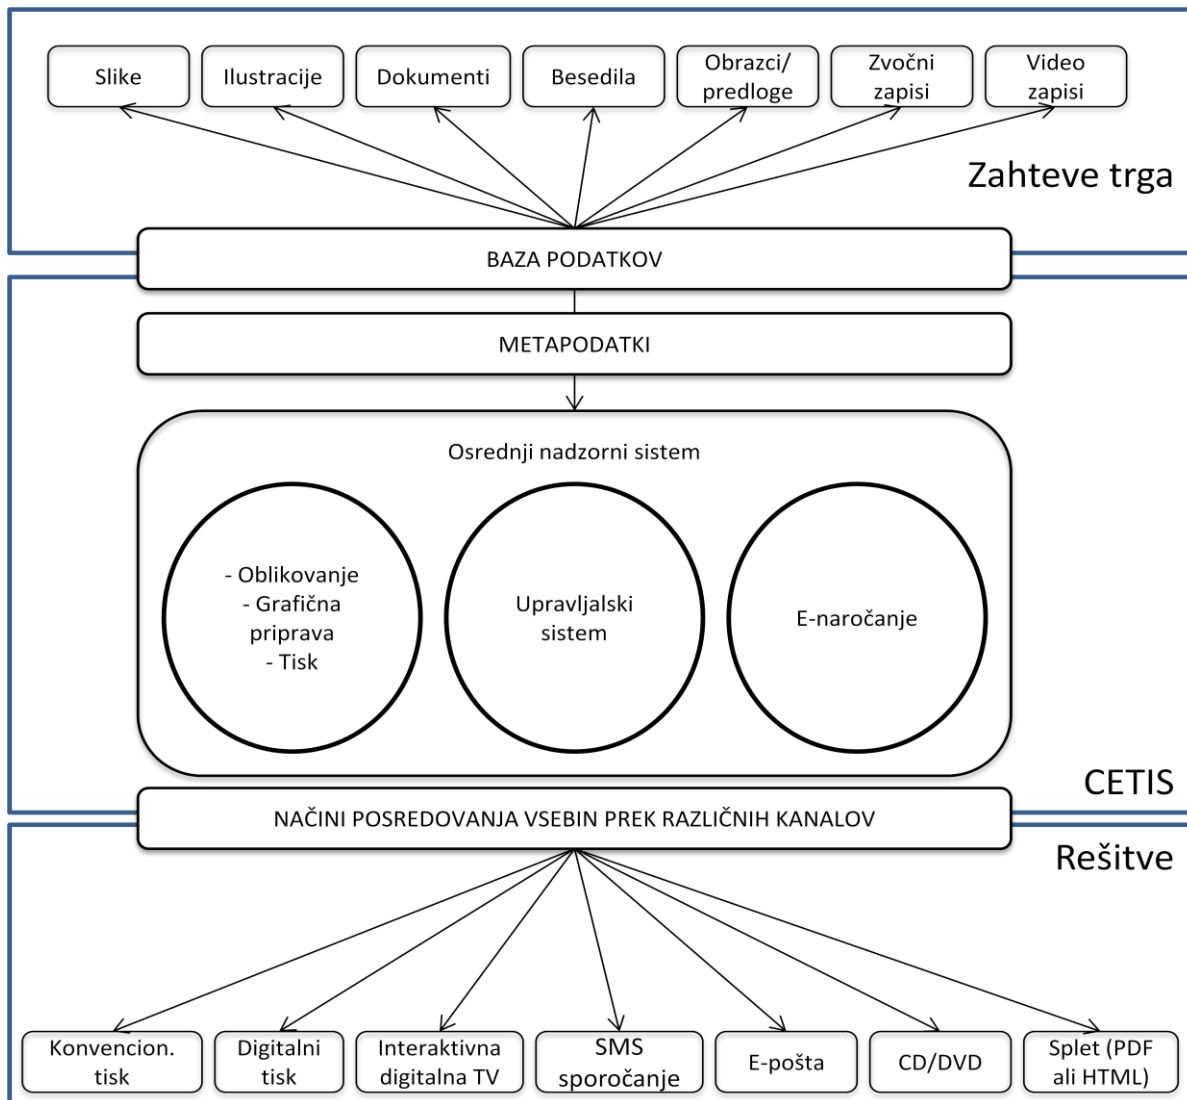 Slike
Ilustracije
Dokumenti
Besedila
Obrazci/
predloge
Zvočni
zapisi
Video
zapisi
Zahteve trga
BAZA PODATKOV
METAPODATKI
Osrednji nadzorni sistem
- Oblikovanje
- Grafična
priprava
- Tisk
Upravljalski
sistem
E-naročanje
CETIS
NAČINI POSREDOVANJA VSEBIN PREK RAZLIČNIH KANALOV
Rešitve
Konvencion.
tisk
Digitalni
tisk
Interaktivna
digitalna TV
SMS
sporočanje
E-pošta
CD/DVD
Splet (PDF
ali HTML)